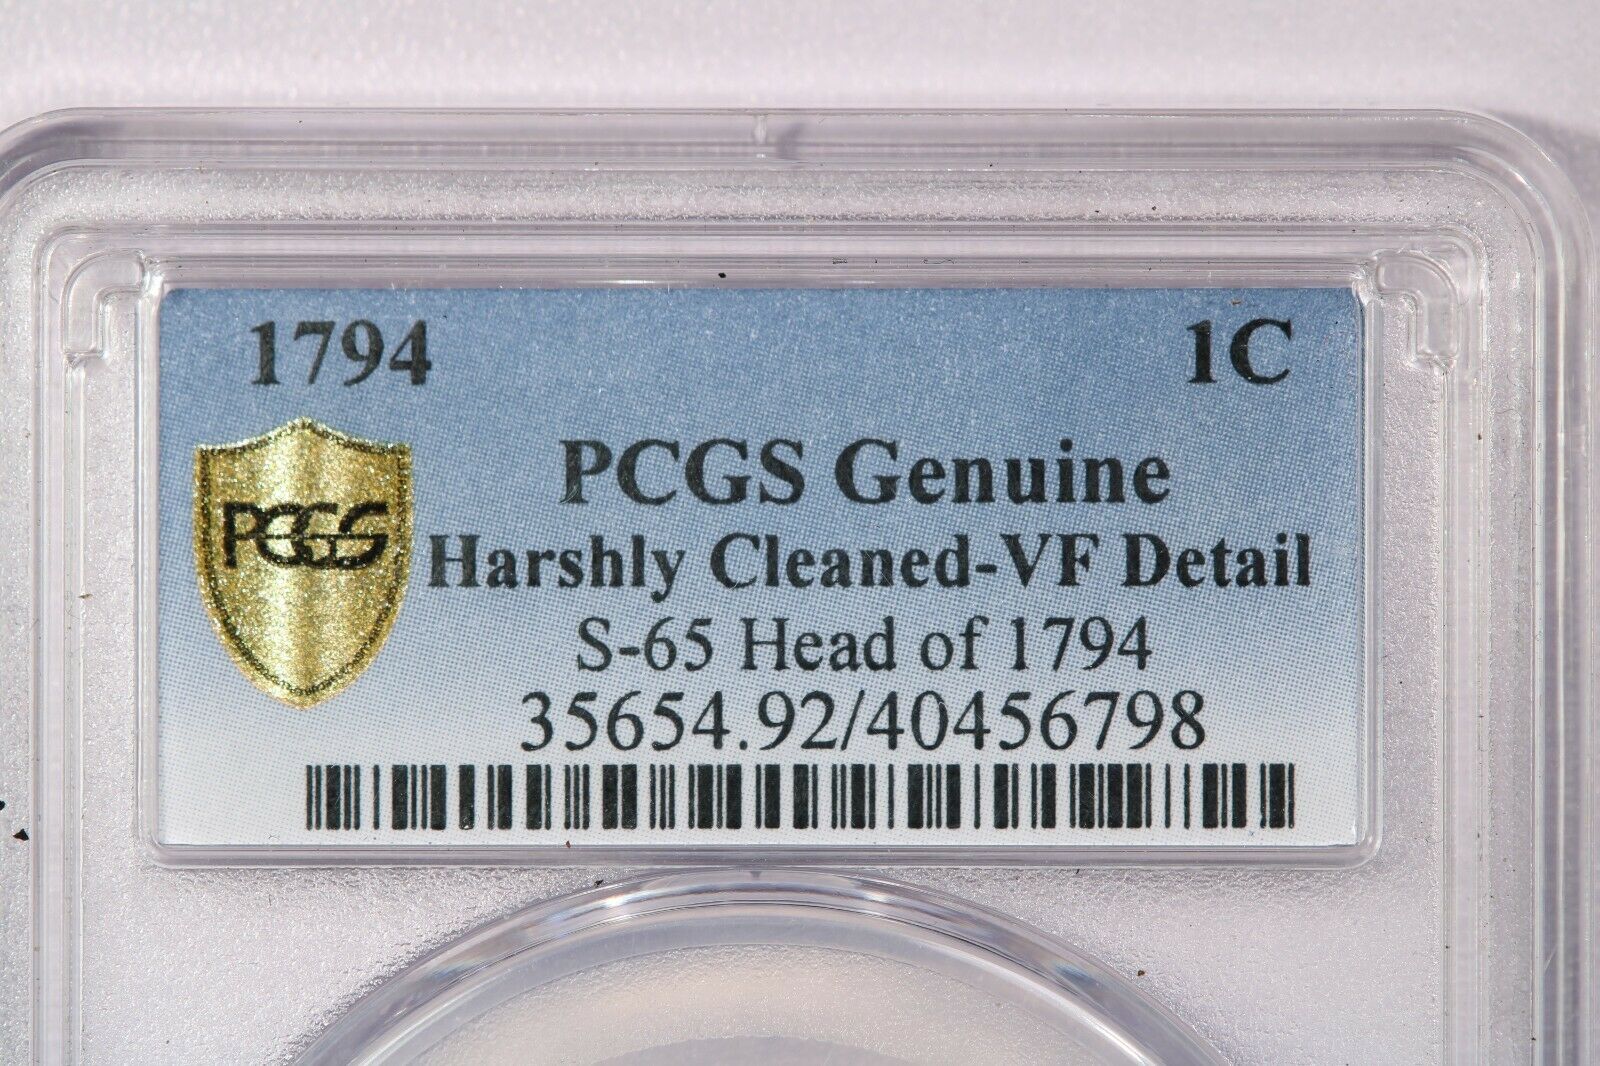 1794 1C
PCGS Genuine
PCGS
Harshly Cleaned-VF Detail
S-65 Head of 1794
35654.92/40456798